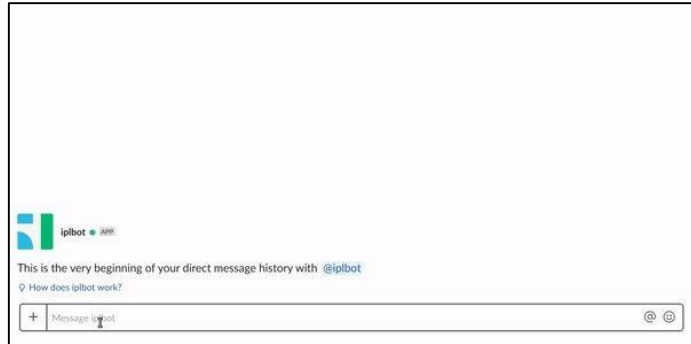 iplbot APP
This is the very beginning of your direct message history with @iplbot
How does iplbot work?
Message iplbot
@